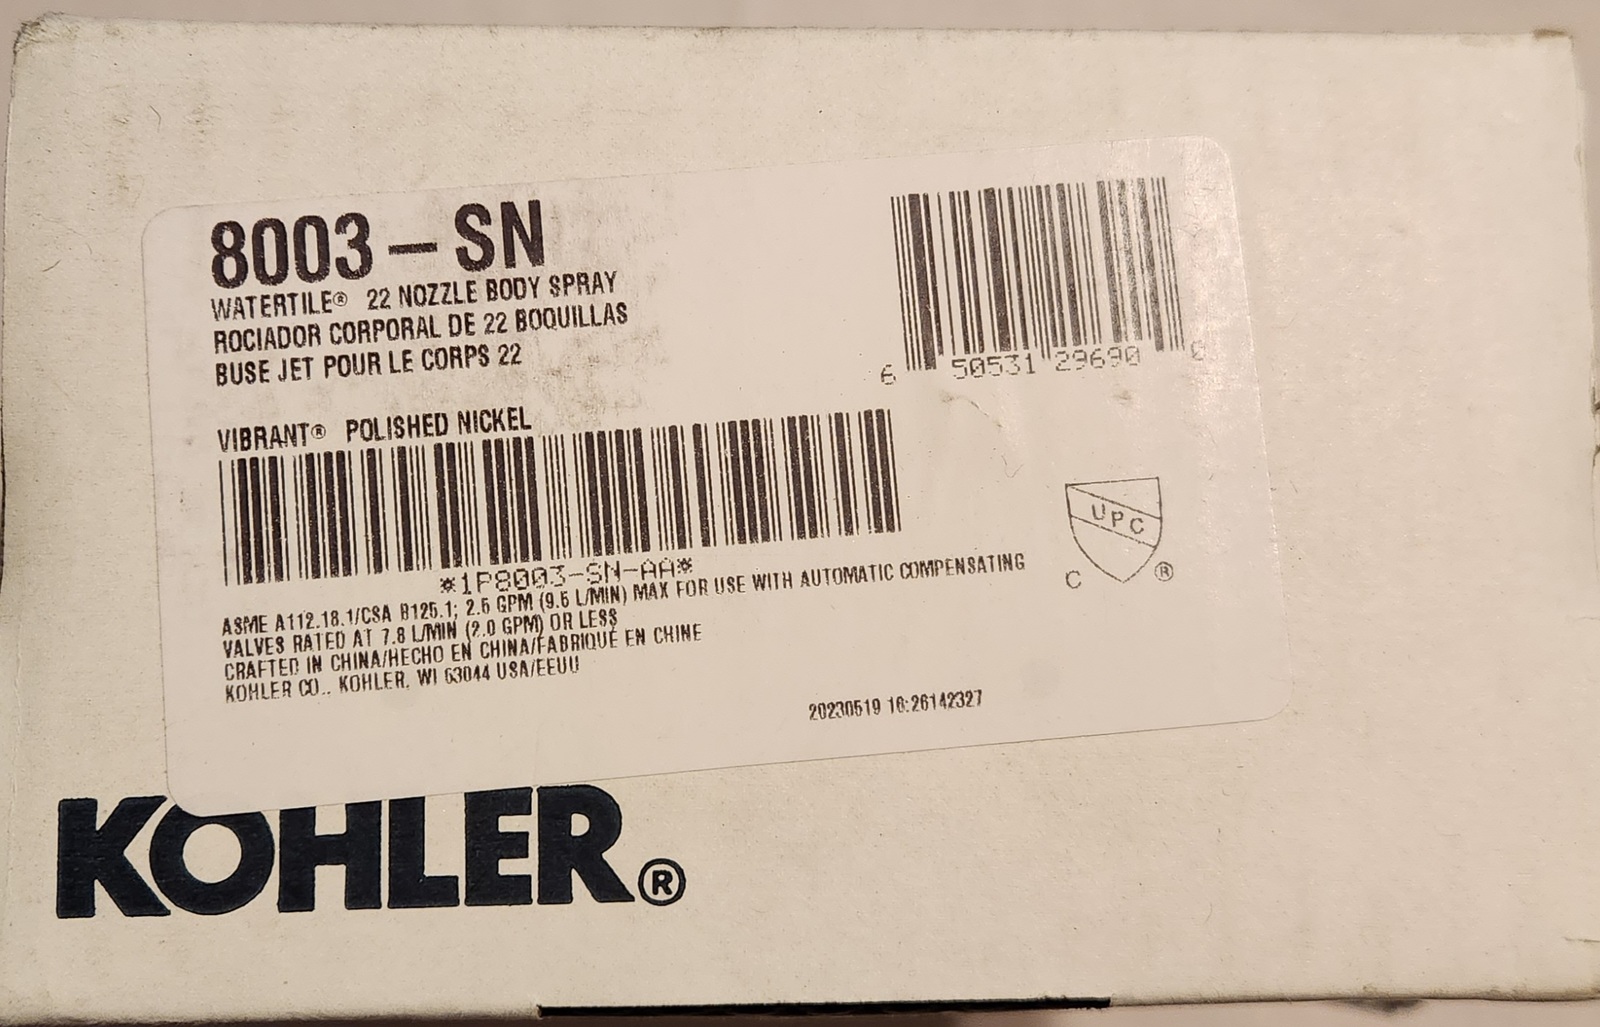 8003-SN
WATERTILE® 22 NOZZLE BODY SPRAY
ROCIADOR CORPORAL DE 22 BOQUILLAS
BUSE JET POUR LE CORPS 22
6 50531 29690
VIBRANT® POLISHED NICKEL
*1P8003-SN-AA*
UPC
C ®
ASME A112.18.1/CSA B125.1; 2.5 GPM (9.5 L/MIN) MAX FOR USE WITH AUTOMATIC COMPENSATING
VALVES RATED AT 7.8 L/MIN (2.0 GPM) OR LESS
CRAFTED IN CHINA/HECHO EN CHINA/FABRIQUE EN CHINE
KOHLER CO., KOHLER, WI 53044 USA/EEUU
20230519 16:26142327
KOHLER®